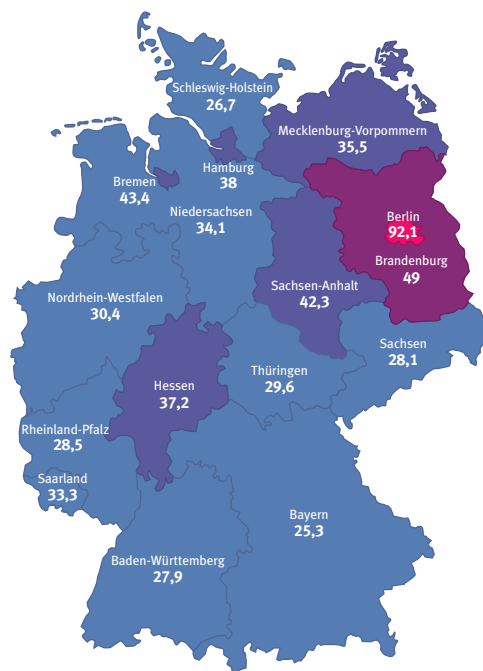 Schleswig-Holstein
26,7
Mecklenburg-Vorpommern
35,5
Hamburg
38
Bremen
43,4
Niedersachsen
34,1
Berlin
92,1
Brandenburg
49
Sachsen-Anhalt
42,3
Nordrhein-Westfalen
30,4
Sachsen
28,1
Thüringen
29,6
Hessen
37,2
Rheinland-Pfalz
28,5
Saarland
33,3
Bayern
25,3
Baden-Württemberg
27,9